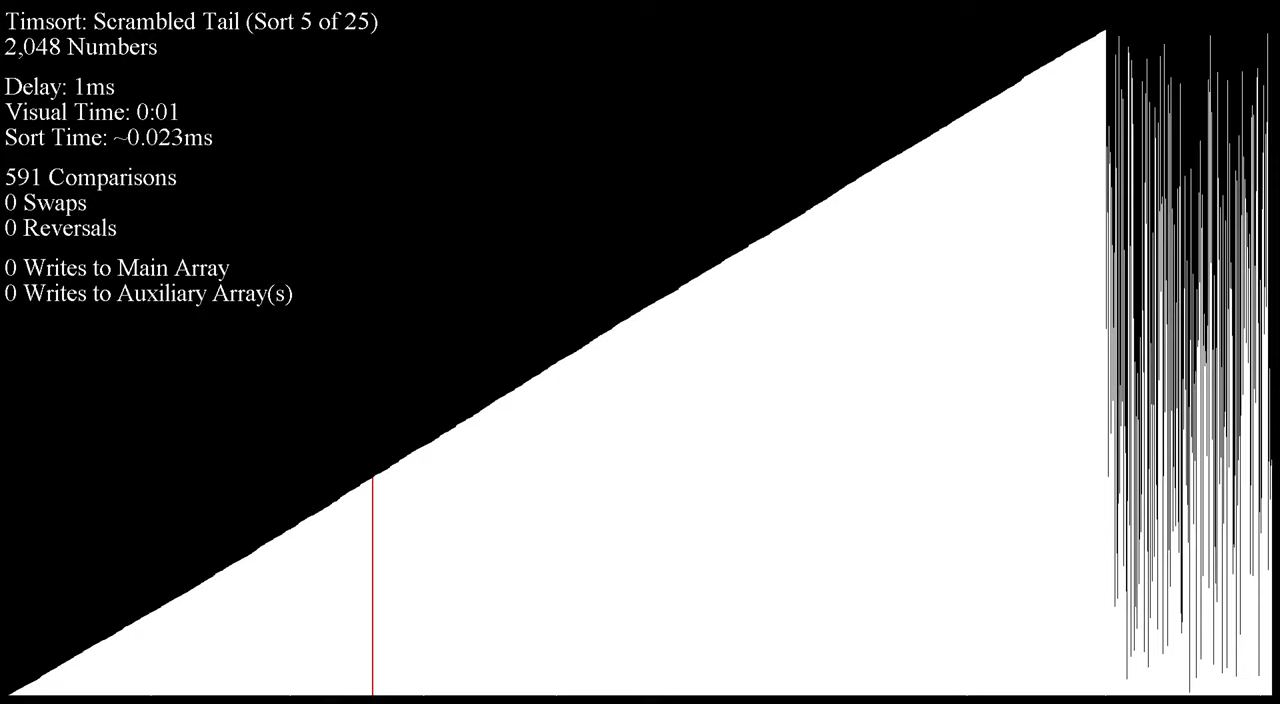 Timsort: Scrambled Tail (Sort 5 of 25)
2,048 Numbers
Delay: 1ms
Visual Time: 0:01
Sort Time: ~0.023ms
591 Comparisons
0 Swaps
0 Reversals
0 Writes to Main Array
0 Writes to Auxiliary Array(s)